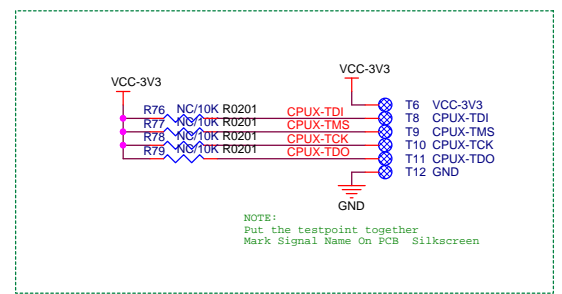 VCC-3V3
VCC-3V3
T6 VCC-3V3
R76 NC/10K R0201 CPUX-TDI T8 CPUX-TDI
R77 NC/10K R0201 CPUX-TMS T9 CPUX-TMS
R78 NC/10K R0201 CPUX-TCK T10 CPUX-TCK
R79 NC/10K R0201 CPUX-TDO T11 CPUX-TDO
T12 GND
GND
NOTE:
Put the testpoint together
Mark Signal Name On PCB Silkscreen